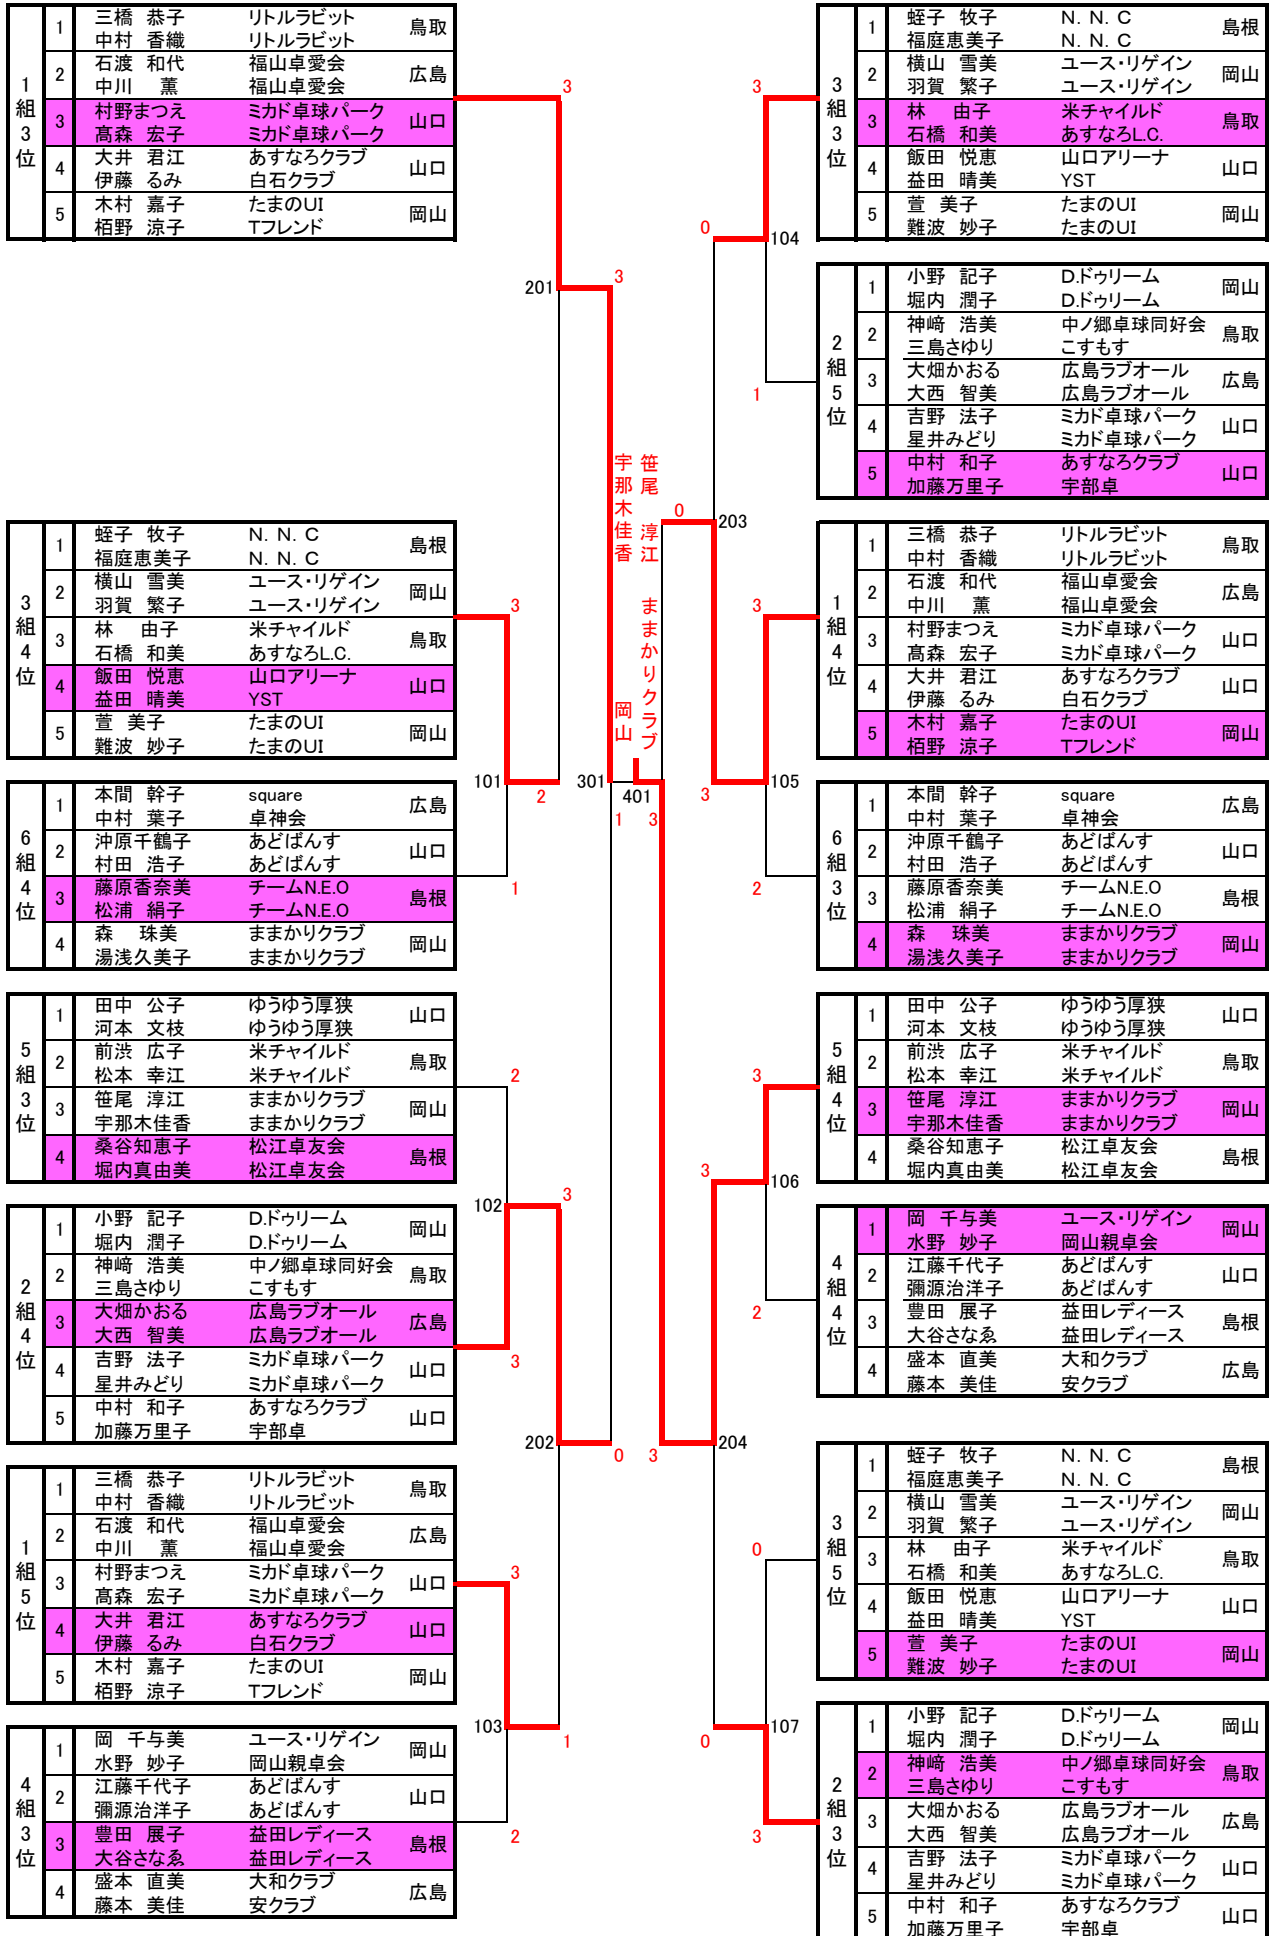 1組3位
1 三橋 恭子 リトルラビット 鳥取
中村 香織 リトルラビット
2 石渡 和代 福山卓愛会 広島
中川 薫 福山卓愛会
3 村野まつえ ミカド卓球パーク 山口
髙森 宏子 ミカド卓球パーク
4 大井 君江 あすなろクラブ 山口
伊藤 るみ 白石クラブ
5 木村 嘉子 たまのUI 岡山
栢野 涼子 Tフレンド
3組4位
1 蛭子 牧子 N. N. C 島根
福庭恵美子 N. N. C
2 横山 雪美 ユース・リゲイン 岡山
羽賀 繁子 ユース・リゲイン
3 林 由子 米チャイルド 鳥取
石橋 和美 あすなろL.C.
4 飯田 悦恵 山口アリーナ 山口
益田 晴美 YST
5 萱 美子 たまのUI 岡山
難波 妙子 たまのUI
6組4位
1 本間 幹子 square 広島
中村 葉子 卓神会
2 沖原千鶴子 あどばんす 山口
村田 浩子 あどばんす
3 藤原香奈美 チームN.E.O 島根
松浦 絹子 チームN.E.O
4 森 珠美 ままかりクラブ 岡山
湯浅久美子 ままかりクラブ
5組3位
1 田中 公子 ゆうゆう厚狭 山口
河本 文枝 ゆうゆう厚狭
2 前渋 広子 米チャイルド 鳥取
松本 幸江 米チャイルド
3 笹尾 淳江 ままかりクラブ 岡山
宇那木佳香 ままかりクラブ
4 桑谷知恵子 松江卓友会 島根
堀内真由美 松江卓友会
2組4位
1 小野 記子 D.ドゥリーム 岡山
堀内 潤子 D.ドゥリーム
2 神﨑 浩美 中ノ郷卓球同好会 鳥取
三島さゆり こすもす
3 大畑かおる 広島ラブオール 広島
大西 智美 広島ラブオール
4 吉野 法子 ミカド卓球パーク 山口
星井みどり ミカド卓球パーク
5 中村 和子 あすなろクラブ 山口
加藤万里子 宇部卓
1組5位
1 三橋 恭子 リトルラビット 鳥取
中村 香織 リトルラビット
2 石渡 和代 福山卓愛会 広島
中川 薫 福山卓愛会
3 村野まつえ ミカド卓球パーク 山口
髙森 宏子 ミカド卓球パーク
4 大井 君江 あすなろクラブ 山口
伊藤 るみ 白石クラブ
5 木村 嘉子 たまのUI 岡山
栢野 涼子 Tフレンド
4組3位
1 岡 千与美 ユース・リゲイン 岡山
水野 妙子 岡山親卓会
2 江藤千代子 あどばんす 山口
彌源治洋子 あどばんす
3 豊田 展子 益田レディース 島根
大谷さなゑ 益田レディース
4 盛本 直美 大和クラブ 広島
藤本 美佳 安クラブ
3
201
3
3
101
2
1
2
102
3
3
202
0
3
103
1
2
301
1
401
3
笹尾 淳江 ままかりクラブ
宇那木佳香 岡山
3
0
104
1
0
203
3
3
105
2
3
3
106
2
3
204
0
0
107
3
3組3位
1 蛭子 牧子 N. N. C 島根
福庭恵美子 N. N. C
2 横山 雪美 ユース・リゲイン 岡山
羽賀 繁子 ユース・リゲイン
3 林 由子 米チャイルド 鳥取
石橋 和美 あすなろL.C.
4 飯田 悦恵 山口アリーナ 山口
益田 晴美 YST
5 萱 美子 たまのUI 岡山
難波 妙子 たまのUI
2組5位
1 小野 記子 D.ドゥリーム 岡山
堀内 潤子 D.ドゥリーム
2 神﨑 浩美 中ノ郷卓球同好会 鳥取
三島さゆり こすもす
3 大畑かおる 広島ラブオール 広島
大西 智美 広島ラブオール
4 吉野 法子 ミカド卓球パーク 山口
星井みどり ミカド卓球パーク
5 中村 和子 あすなろクラブ 山口
加藤万里子 宇部卓
1組4位
1 三橋 恭子 リトルラビット 鳥取
中村 香織 リトルラビット
2 石渡 和代 福山卓愛会 広島
中川 薫 福山卓愛会
3 村野まつえ ミカド卓球パーク 山口
髙森 宏子 ミカド卓球パーク
4 大井 君江 あすなろクラブ 山口
伊藤 るみ 白石クラブ
5 木村 嘉子 たまのUI 岡山
栢野 涼子 Tフレンド
6組3位
1 本間 幹子 square 広島
中村 葉子 卓神会
2 沖原千鶴子 あどばんす 山口
村田 浩子 あどばんす
3 藤原香奈美 チームN.E.O 島根
松浦 絹子 チームN.E.O
4 森 珠美 ままかりクラブ 岡山
湯浅久美子 ままかりクラブ
5組4位
1 田中 公子 ゆうゆう厚狭 山口
河本 文枝 ゆうゆう厚狭
2 前渋 広子 米チャイルド 鳥取
松本 幸江 米チャイルド
3 笹尾 淳江 ままかりクラブ 岡山
宇那木佳香 ままかりクラブ
4 桑谷知恵子 松江卓友会 島根
堀内真由美 松江卓友会
4組4位
1 岡 千与美 ユース・リゲイン 岡山
水野 妙子 岡山親卓会
2 江藤千代子 あどばんす 山口
彌源治洋子 あどばんす
3 豊田 展子 益田レディース 島根
大谷さなゑ 益田レディース
4 盛本 直美 大和クラブ 広島
藤本 美佳 安クラブ
3組5位
1 蛭子 牧子 N. N. C 島根
福庭恵美子 N. N. C
2 横山 雪美 ユース・リゲイン 岡山
羽賀 繁子 ユース・リゲイン
3 林 由子 米チャイルド 鳥取
石橋 和美 あすなろL.C.
4 飯田 悦恵 山口アリーナ 山口
益田 晴美 YST
5 萱 美子 たまのUI 岡山
難波 妙子 たまのUI
2組3位
1 小野 記子 D.ドゥリーム 岡山
堀内 潤子 D.ドゥリーム
2 神﨑 浩美 中ノ郷卓球同好会 鳥取
三島さゆり こすもす
3 大畑かおる 広島ラブオール 広島
大西 智美 広島ラブオール
4 吉野 法子 ミカド卓球パーク 山口
星井みどり ミカド卓球パーク
5 中村 和子 あすなろクラブ 山口
加藤万里子 宇部卓